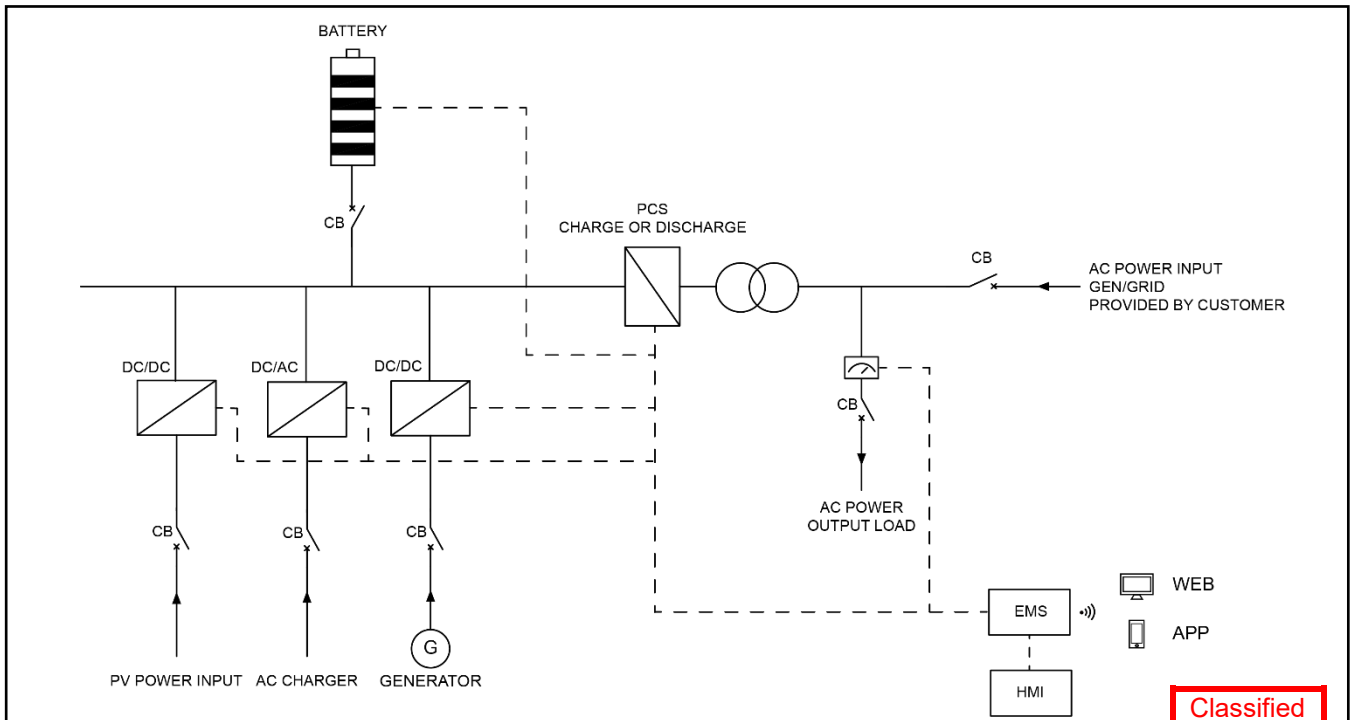 BATTERY
CB
PCS
CHARGE OR DISCHARGE
CB
AC POWER INPUT
GEN/GRID
PROVIDED BY CUSTOMER
DC/DC
DC/AC
DC/DC
CB
AC POWER
OUTPUT LOAD
CB
CB
CB
G
PV POWER INPUT
AC CHARGER
GENERATOR
EMS
WEB
APP
HMI
Classified